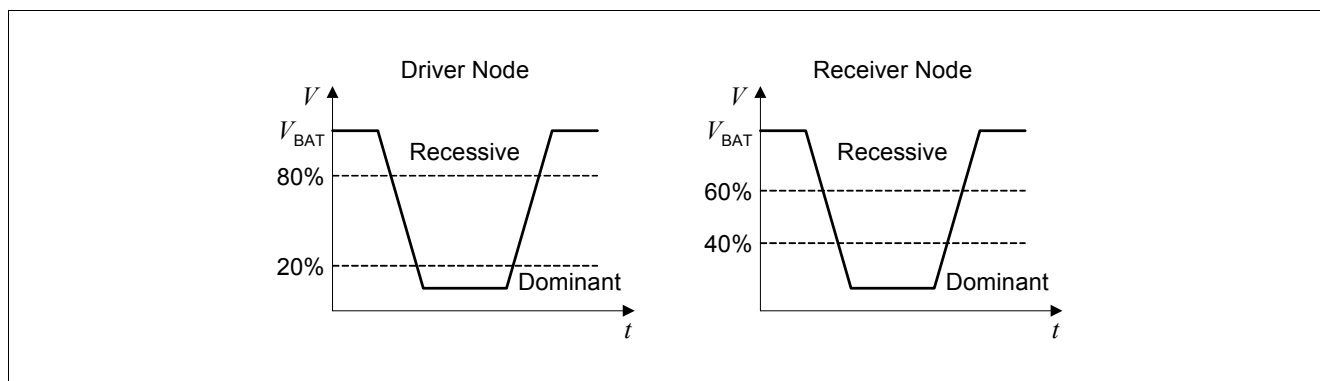 Driver Node
V
V_BAT
Recessive
80%
20%
Dominant
t
Receiver Node
V
V_BAT
Recessive
60%
40%
Dominant
t